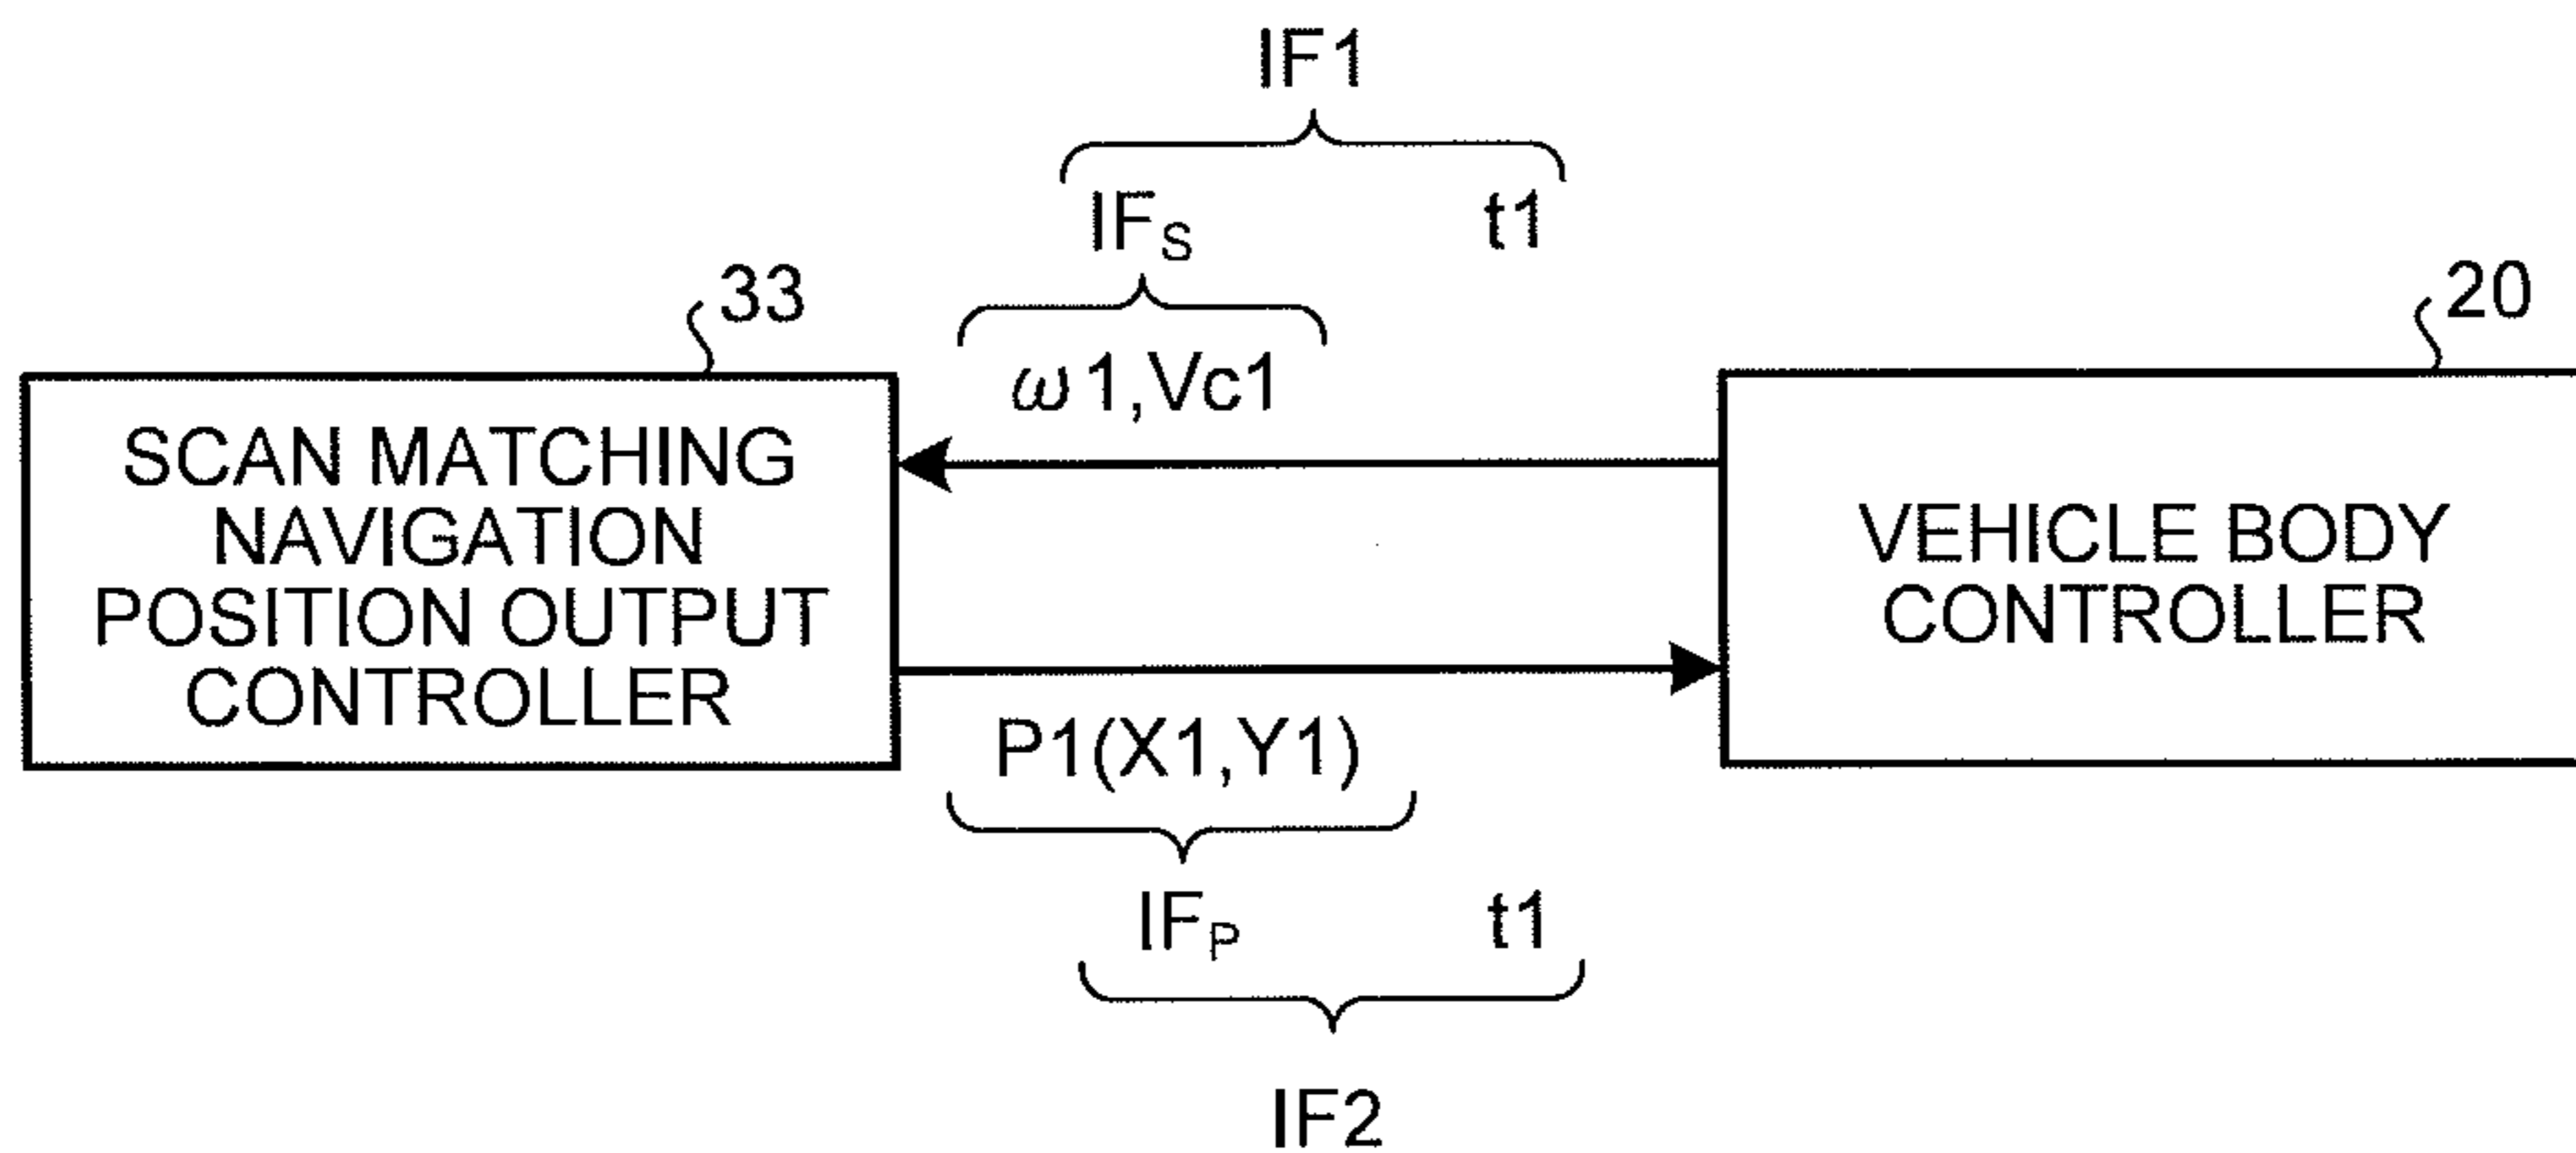 IF1
IFS t1
33
20
ω1,Vc1
SCAN MATCHING
NAVIGATION
POSITION OUTPUT
CONTROLLER
VEHICLE BODY
CONTROLLER
P1(X1,Y1)
IFP t1
IF2